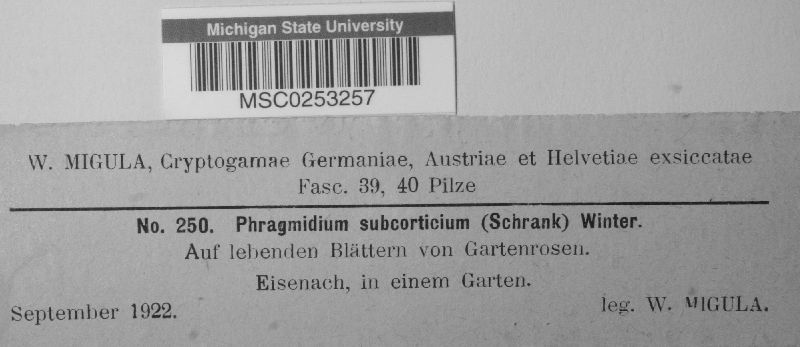 Michigan State University
MSC0253257
W. MIGULA, Cryptogamae Germaniae, Austriae et Helvetiae exsiccatae
Fasc. 39, 40 Pilze
No. 250. Phragmidium subcorticium (Schrank) Winter.
Auf lebenden Blättern von Gartenrosen.
Eisenach, in einem Garten.
September 1922. leg. W. MIGULA.